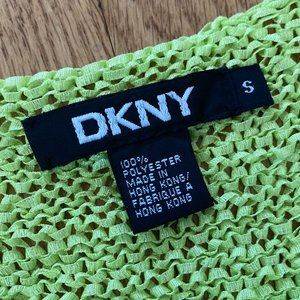 DKNY
S
100%
POLYESTER
MADE IN
HONG KONG/
FABRIQUE A
HONG KONG